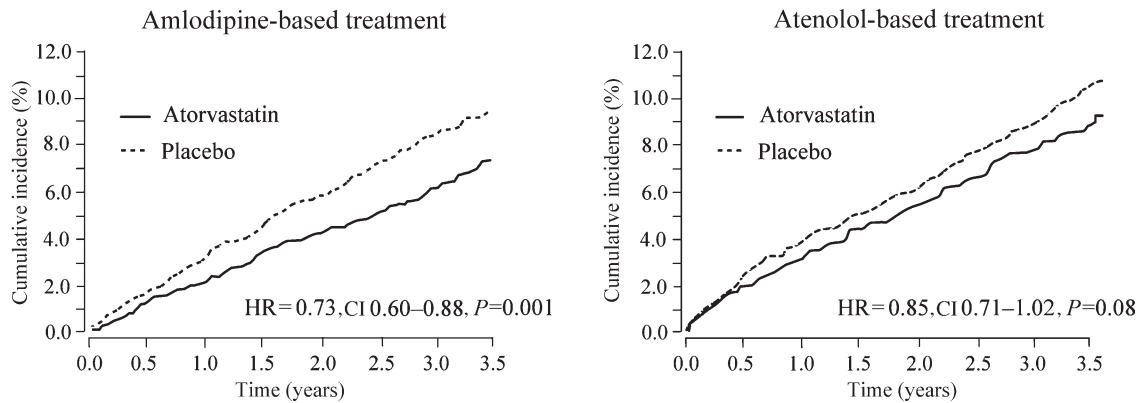 Amlodipine-based treatment
12.0
10.0
8.0
6.0
4.0
2.0
0.0
Cumulative incidence (%)
Atorvastatin
Placebo
HR=0.73,CI 0.60–0.88, P=0.001
0.0 0.5 1.0 1.5 2.0 2.5 3.0 3.5
Time (years)
Atenolol-based treatment
12.0
10.0
8.0
6.0
4.0
2.0
0.0
Cumulative incidence (%)
Atorvastatin
Placebo
HR=0.85,CI 0.71–1.02, P=0.08
0.0 0.5 1.0 1.5 2.0 2.5 3.0 3.5
Time (years)